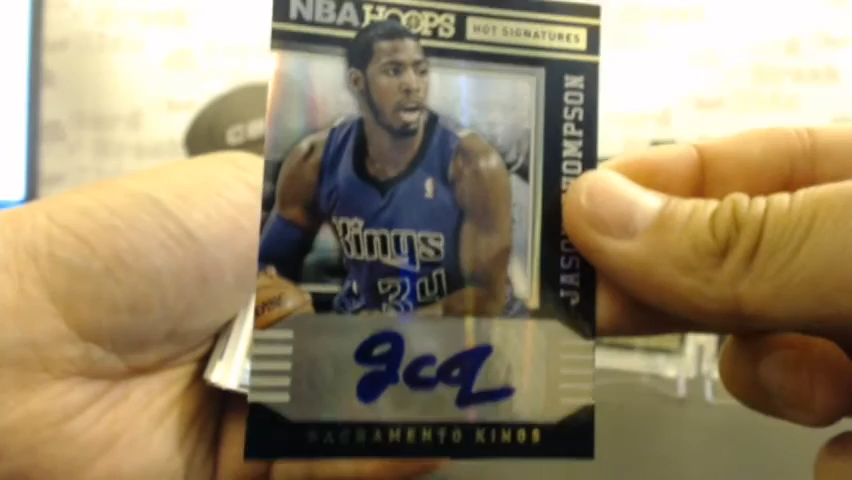 NBA HOOPS
HOT SIGNATURES
JASON THOMPSON
Kings
34
SACRAMENTO KINGS